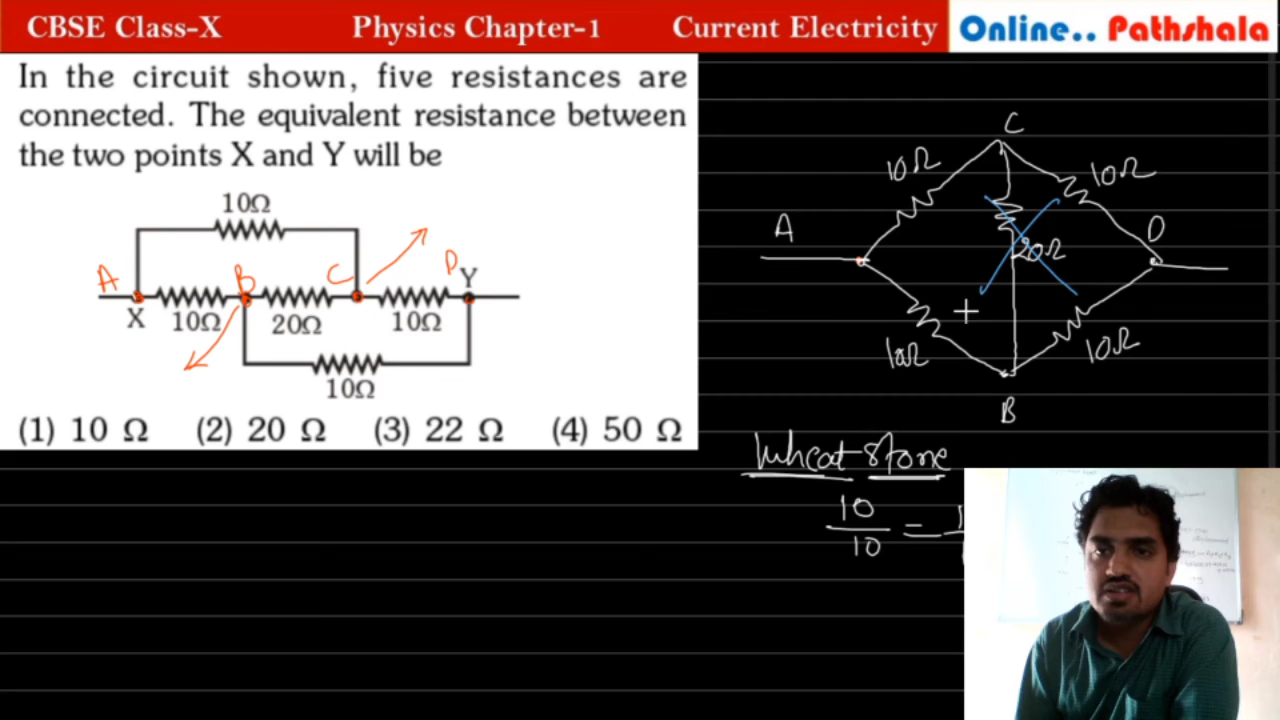 CBSE Class-X Physics Chapter-1 Current Electricity Online.. Pathshala
In the circuit shown, five resistances are
connected. The equivalent resistance between
the two points X and Y will be
10Ω
A B C D Y
X 10Ω 20Ω 10Ω
10Ω
(1) 10 Ω (2) 20 Ω (3) 22 Ω (4) 50 Ω
C
10Ω 10Ω
A D
20Ω
10Ω 10Ω
B
Wheat stone
10
10 =